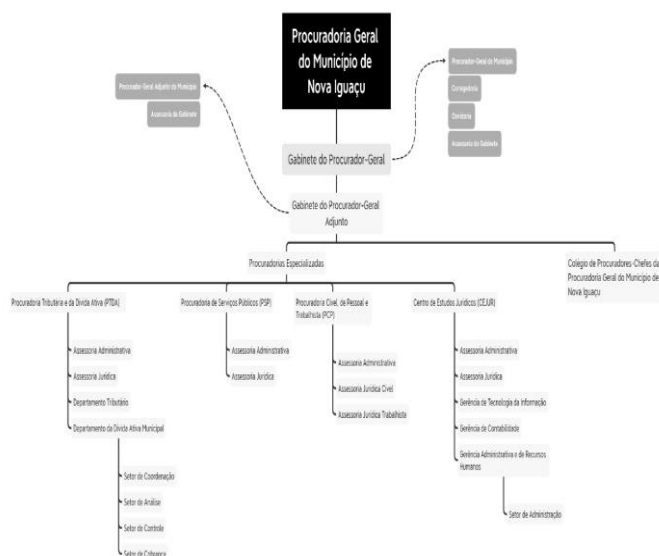 Procuradoria Geral
do Município de
Nova Iguaçu
Procurador-Geral Adjunto do Município
Assessoria de Gabinete
Procurador-Geral do Município
Corregedoria
Ouvidoria
Assessoria de Gabinete
Gabinete do Procurador-Geral
Gabinete do Procurador-Geral
Adjunto
Procuradorias Especializadas
Colégio de Procuradores-Chefes da
Procuradoria Geral do Município de
Nova Iguaçu
Procuradoria Tributária e da Dívida Ativa (PTDA)
Assessoria Administrativa
Assessoria Jurídica
Departamento Tributário
Departamento da Dívida Ativa Municipal
Setor de Coordenação
Setor de Análise
Setor de Controle
Setor de Cobrança
Procuradoria de Serviços Públicos (PSP)
Assessoria Administrativa
Assessoria Jurídica
Procuradoria Cível, de Pessoal e
Trabalhista (PCP)
Assessoria Administrativa
Assessoria Jurídica Cível
Assessoria Jurídica Trabalhista
Centro de Estudos Jurídicos (CEJUR)
Assessoria Administrativa
Assessoria Jurídica
Gerência de Tecnologia da Informação
Gerência de Contabilidade
Gerência Administrativa e de Recursos
Humanos
Setor de Administração